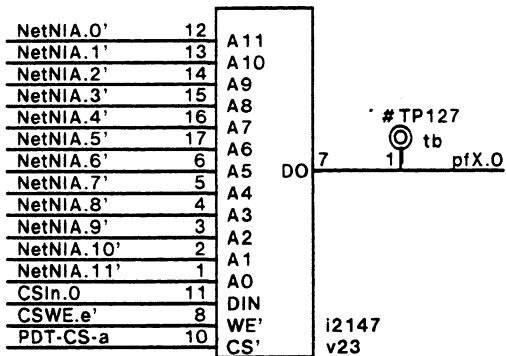 NetNIA.0' 12 A11
NetNIA.1' 13 A10
NetNIA.2' 14 A9
NetNIA.3' 15 A8
NetNIA.4' 16 A7
NetNIA.5' 17 A6
NetNIA.6' 6 A5
NetNIA.7' 5 A4
NetNIA.8' 4 A3
NetNIA.9' 3 A2
NetNIA.10' 2 A1
NetNIA.11' 1 A0
CSIn.0 11 DIN
CSWE.e' 8 WE'
PDT-CS-a 10 CS'
#TP127
tb
DO 7 1 pfX.0
i2147
v23